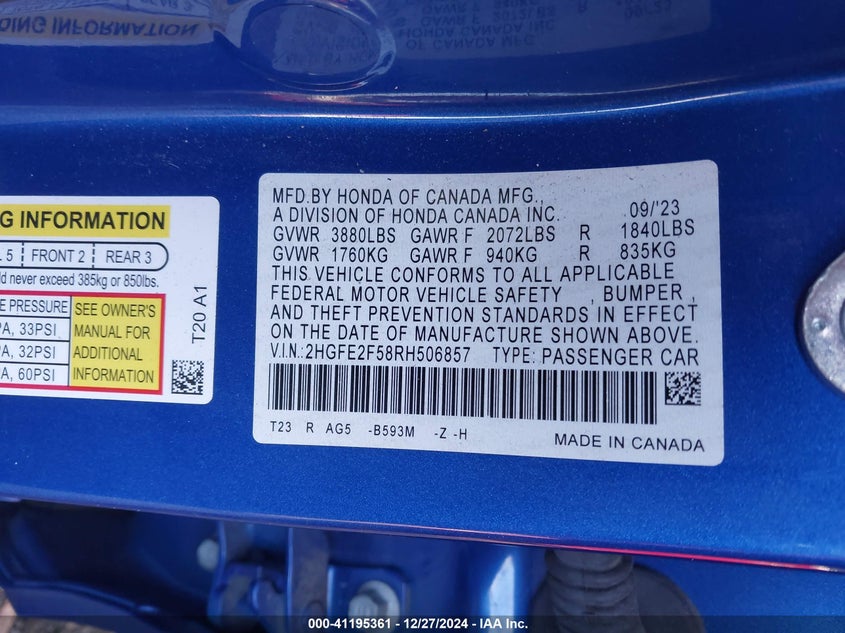 MFD.BY HONDA OF CANADA MFG.,
A DIVISION OF HONDA CANADA INC. 09/'23
GVWR 3880LBS GAWR F 2072LBS R 1840LBS
GVWR 1760KG GAWR F 940KG R 835KG
THIS VEHICLE CONFORMS TO ALL APPLICABLE
FEDERAL MOTOR VEHICLE SAFETY , BUMPER ,
AND THEFT PREVENTION STANDARDS IN EFFECT
ON THE DATE OF MANUFACTURE SHOWN ABOVE.
V.I.N.:2HGFE2F58RH506857 TYPE: PASSENGER CAR
T23 R AG5 -B593M -Z -H
MADE IN CANADA
G INFORMATION
5 FRONT 2 REAR 3
never exceed 385kg or 850lbs.
PRESSURE SEE OWNER'S
33PSI MANUAL FOR
32PSI ADDITIONAL
60PSI INFORMATION
T20 A1
000-41195361 - 12/27/2024 - IAA Inc.